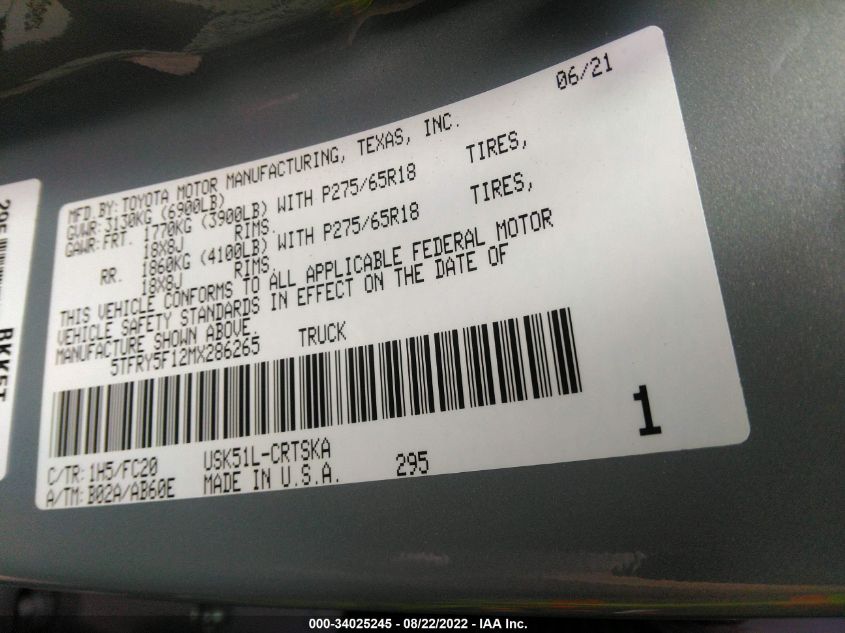 06/21
MFD. BY: TOYOTA MOTOR MANUFACTURING, TEXAS, INC.
GVWR: 3130KG (6900LB)
GAWR: FRT. 1770KG (3900LB) WITH P275/65R18 TIRES,
18X8J RIMS.
RR. 1860KG (4100LB) WITH P275/65R18 TIRES,
18X8J RIMS.
THIS VEHICLE CONFORMS TO ALL APPLICABLE FEDERAL MOTOR
VEHICLE SAFETY STANDARDS IN EFFECT ON THE DATE OF
MANUFACTURE SHOWN ABOVE.
5TFRY5F12MX286265 TRUCK
1
C/TR: 1H5/FC20 USK51L-CRTSKA
A/TM: B02A/AB60E MADE IN U.S.A. 295
295
000-34025245 - 08/22/2022 - IAA Inc.